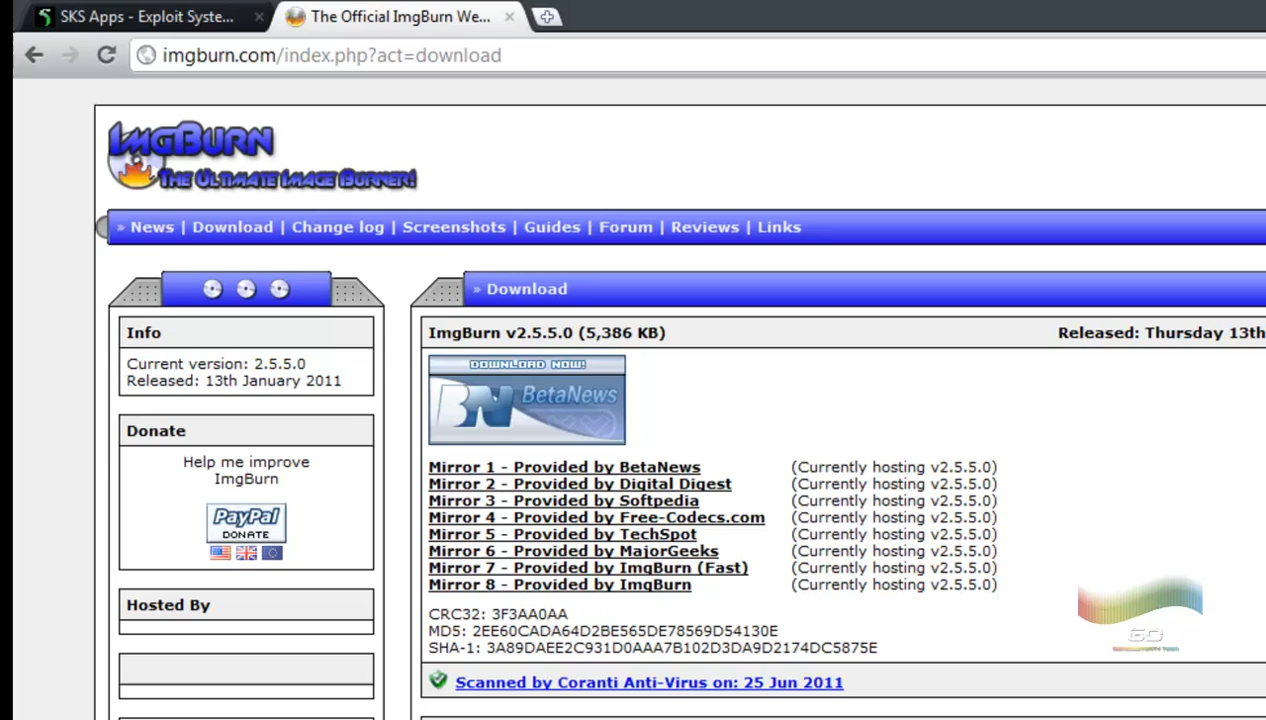 SKS Apps - Exploit Syste...
The Official ImgBurn We...
imgburn.com/index.php?act=download
ImgBurn
The Ultimate Image Burner!
» News | Download | Change log | Screenshots | Guides | Forum | Reviews | Links
» Download
Info
Current version: 2.5.5.0
Released: 13th January 2011
Donate
Help me improve
ImgBurn
PayPal
DONATE
Hosted By
ImgBurn v2.5.5.0 (5,386 KB)
Released: Thursday 13th
DOWNLOAD NOW!
BN BetaNews
Mirror 1 - Provided by BetaNews (Currently hosting v2.5.5.0)
Mirror 2 - Provided by Digital Digest (Currently hosting v2.5.5.0)
Mirror 3 - Provided by Softpedia (Currently hosting v2.5.5.0)
Mirror 4 - Provided by Free-Codecs.com (Currently hosting v2.5.5.0)
Mirror 5 - Provided by TechSpot (Currently hosting v2.5.5.0)
Mirror 6 - Provided by MajorGeeks (Currently hosting v2.5.5.0)
Mirror 7 - Provided by ImgBurn (Fast) (Currently hosting v2.5.5.0)
Mirror 8 - Provided by ImgBurn (Currently hosting v2.5.5.0)
CRC32: 3F3AA0AA
MD5: 2EE60CADA64D2BE565DE78569D54130E
SHA-1: 3A89DAEE2C931D0AAA7B102D3DA9D2174DC5875E
Scanned by Coranti Anti-Virus on: 25 Jun 2011